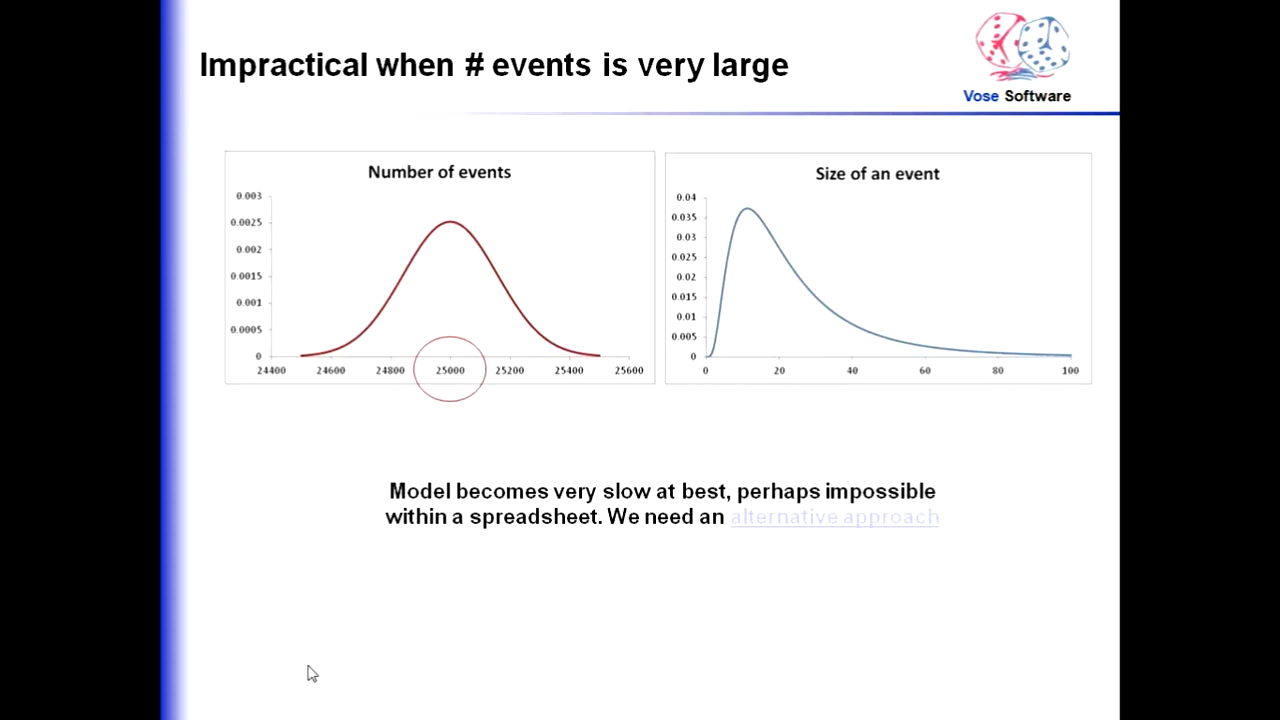 Impractical when # events is very large
Vose Software
Number of events
0.003
0.0025
0.002
0.0015
0.001
0.0005
0
24400 24600 24800 25000 25200 25400 25600
Size of an event
0.04
0.035
0.03
0.025
0.02
0.015
0.01
0.005
0
0 20 40 60 80 100
Model becomes very slow at best, perhaps impossible
within a spreadsheet. We need an alternative approach